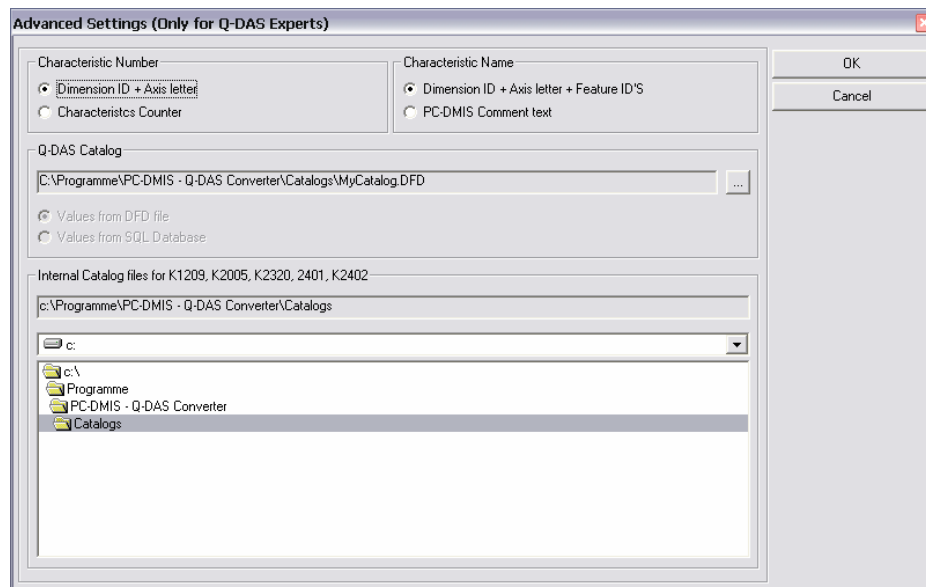 Advanced Settings (Only for Q-DAS Experts)
Characteristic Number
Dimension ID + Axis letter
Characteristcs Counter
Characteristic Name
Dimension ID + Axis letter + Feature ID'S
PC-DMIS Comment text
OK
Cancel
Q-DAS Catalog
C:\Programme\PC-DMIS - Q-DAS Converter\Catalogs\MyCatalog.DFD
...
Values from DFD file
Values from SQL Database
Internal Catalog files for K1209, K2005, K2320, 2401, K2402
c:\Programme\PC-DMIS - Q-DAS Converter\Catalogs
c:
c:\
Programme
PC-DMIS - Q-DAS Converter
Catalogs